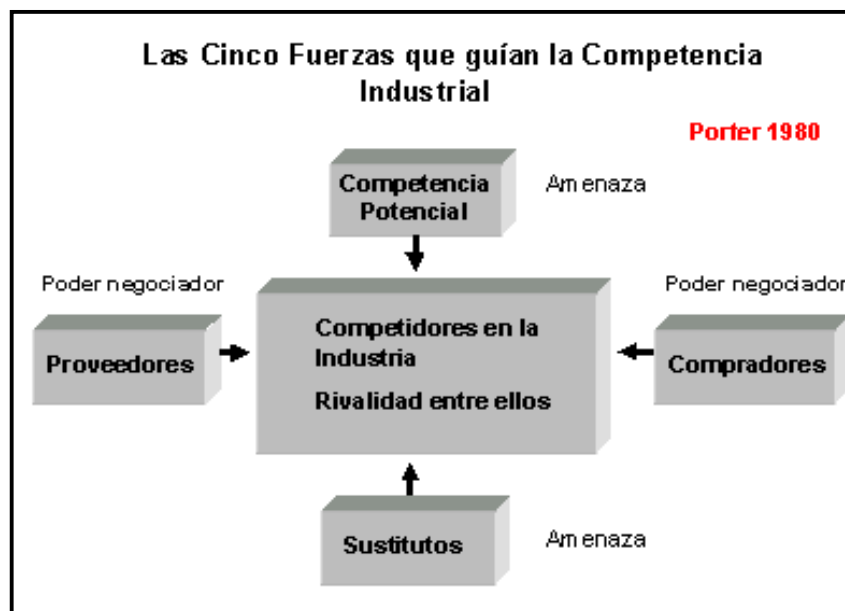 Las Cinco Fuerzas que guían la Competencia
Industrial
Porter 1980
Competencia
Potencial
Amenaza
Poder negociador
Poder negociador
Proveedores
Competidores en la
Industria
Rivalidad entre ellos
Compradores
Sustitutos
Amenaza